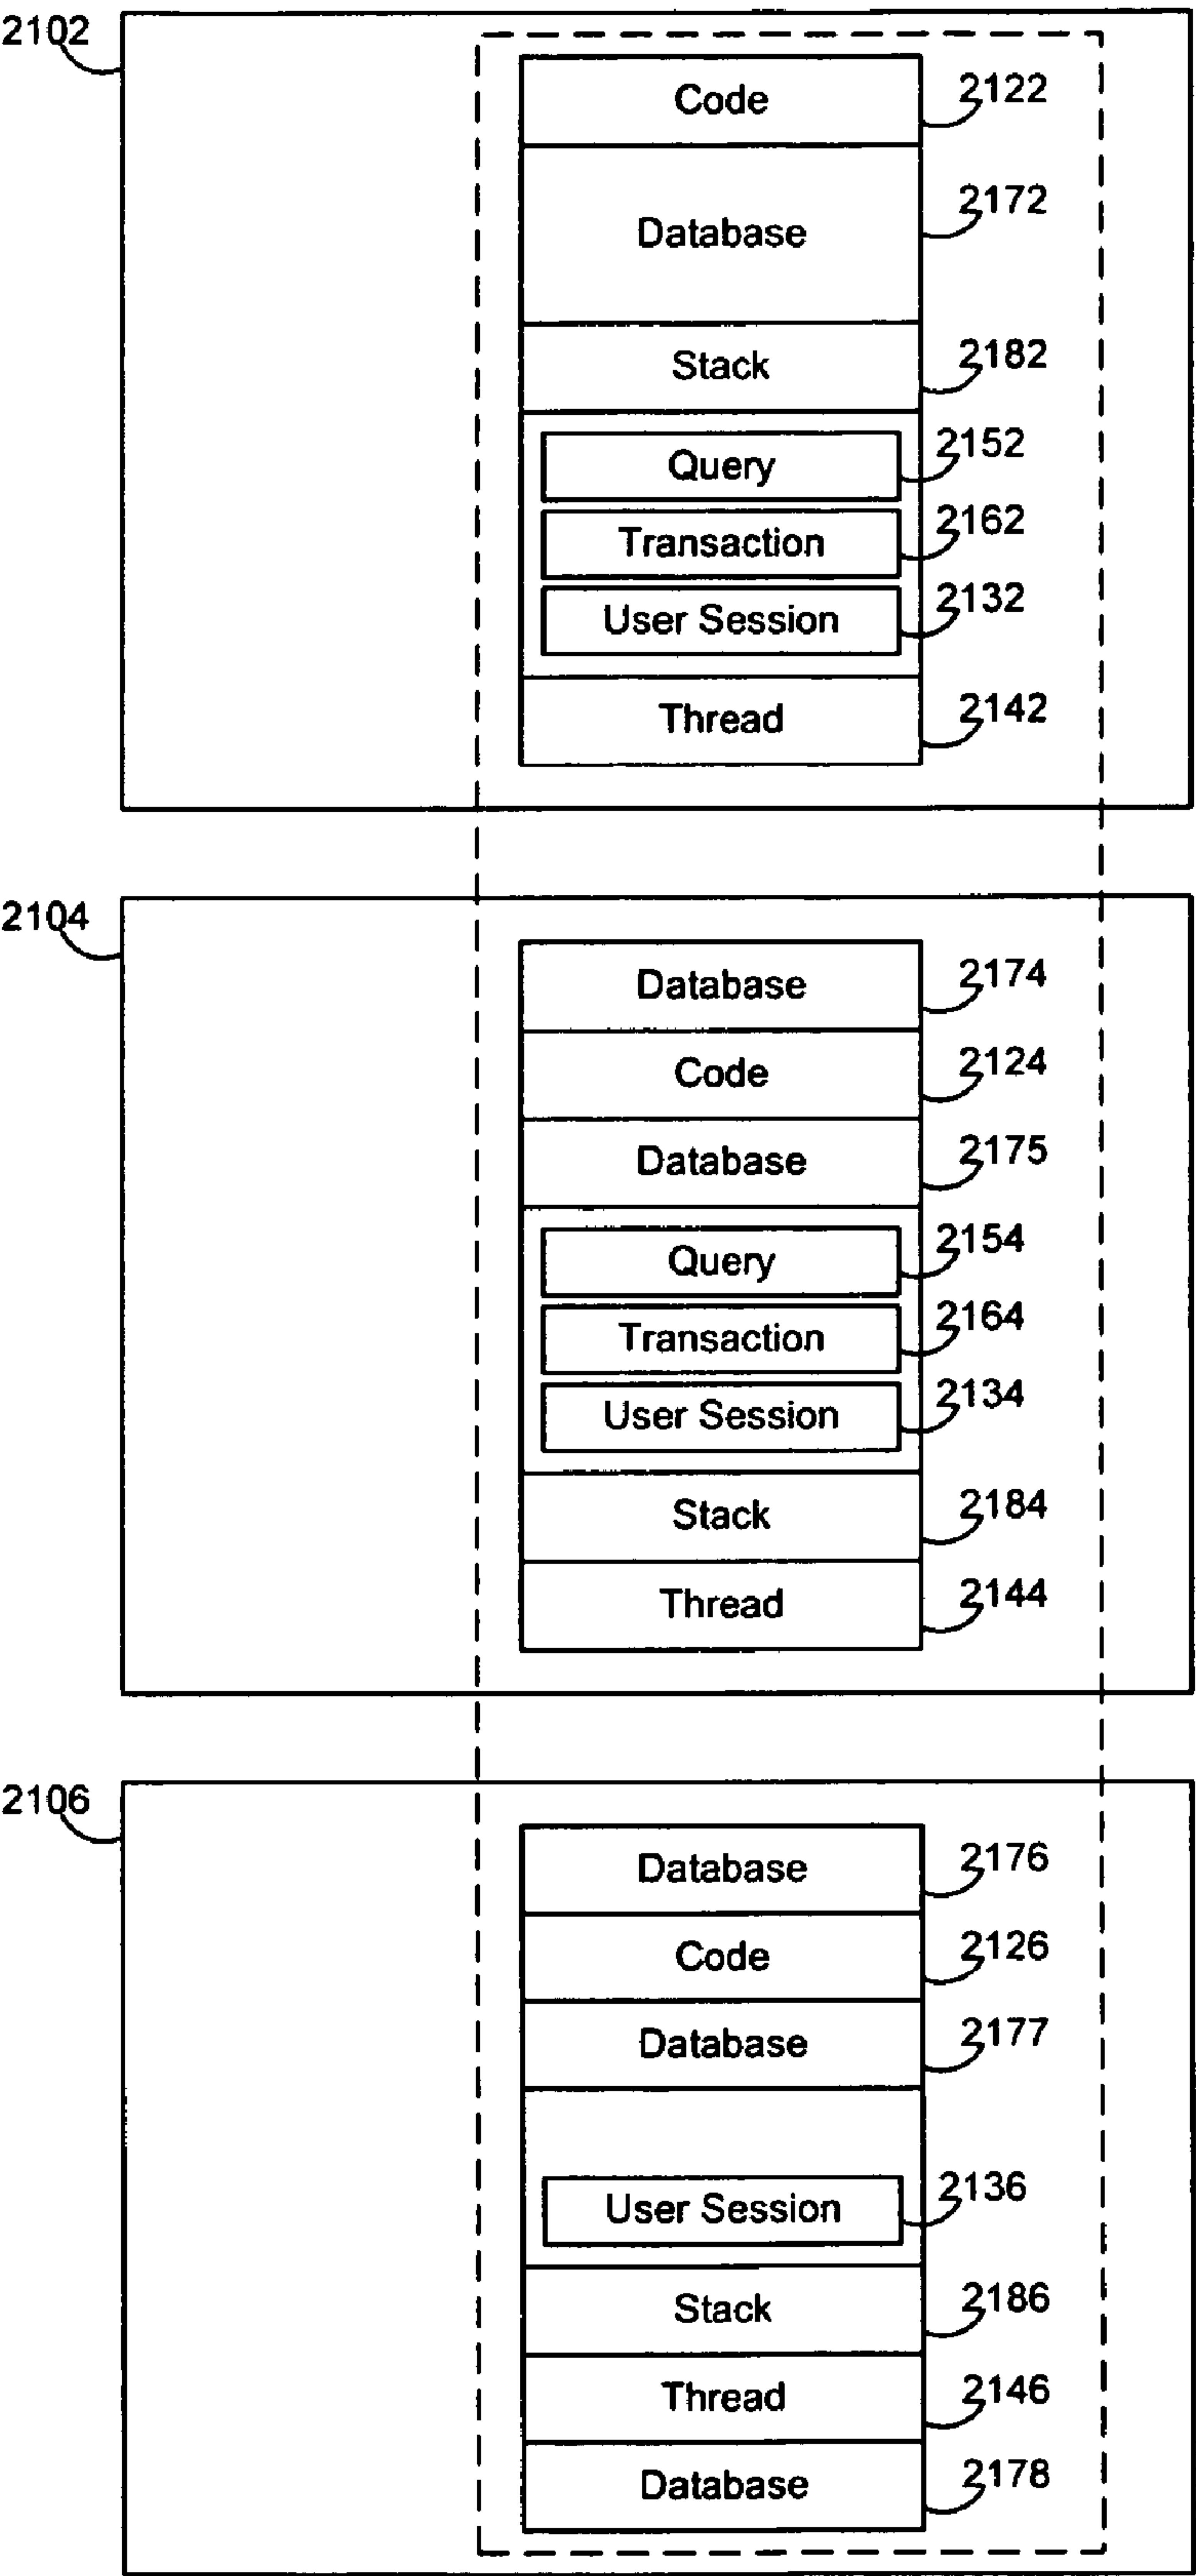 2102
Code 2122
Database 2172
Stack 2182
Query 2152
Transaction 2162
User Session 2132
Thread 2142
2104
Database 2174
Code 2124
Database 2175
Query 2154
Transaction 2164
User Session 2134
Stack 2184
Thread 2144
2106
Database 2176
Code 2126
Database 2177
User Session 2136
Stack 2186
Thread 2146
Database 2178